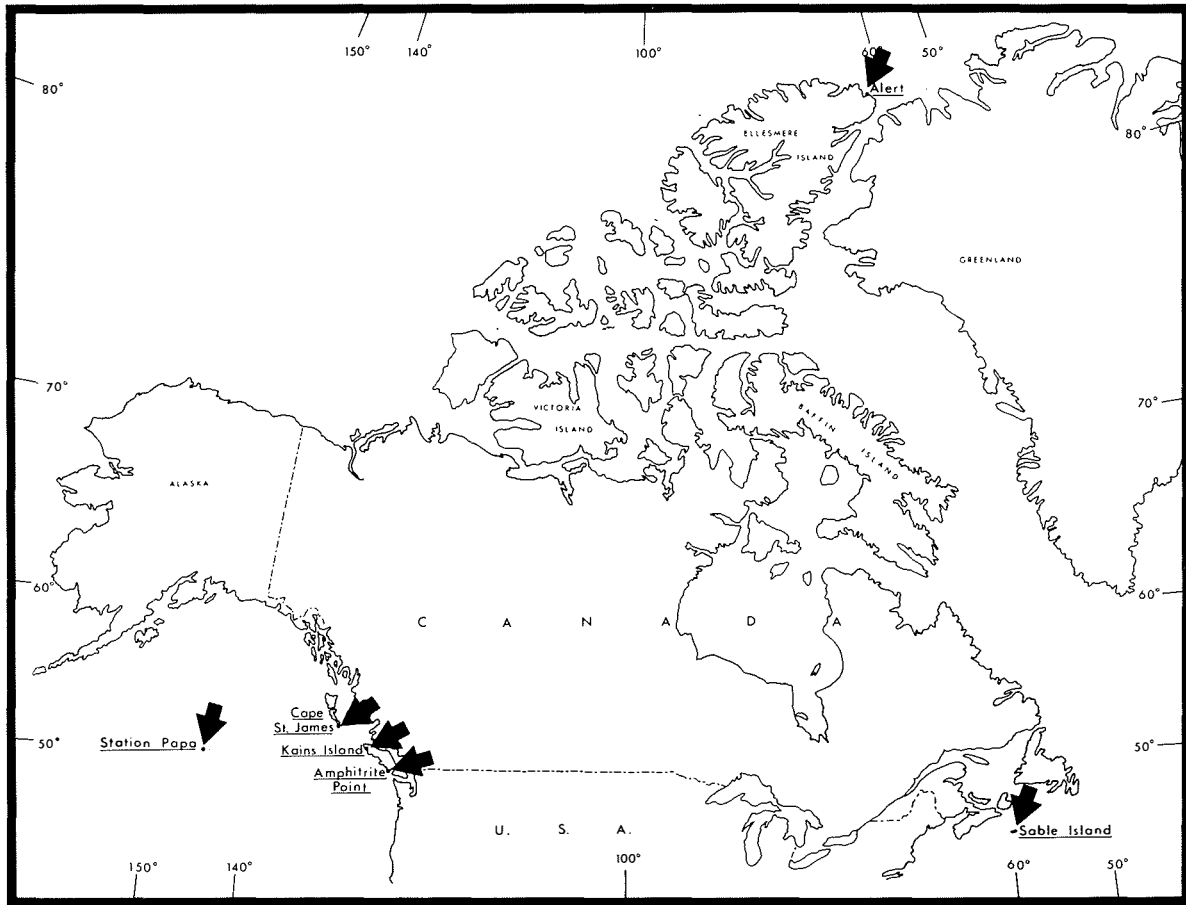 150° 140° 100° 60° 50°
Alert
80°
80°
ELLESMERE
ISLAND
GREENLAND
70°
70°
VICTORIA
ISLAND
BAFFIN
ISLAND
ALASKA
60°
60°
C A N A D A
Cape
St. James
50°
Station Papa
Kains Island
50°
Amphitrite
Point
U. S. A.
Sable Island
150° 140° 100° 60° 50°